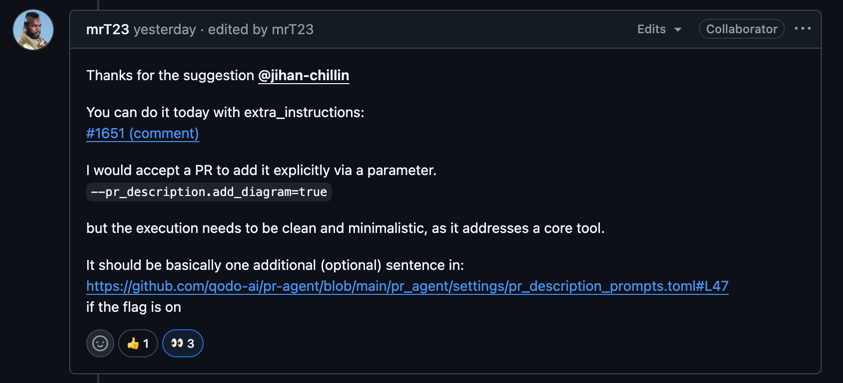 mrT23 yesterday · edited by mrT23 Edits Collaborator ···
Thanks for the suggestion @jihan-chillin
You can do it today with extra_instructions:
#1651 (comment)
I would accept a PR to add it explicitly via a parameter.
--pr_description.add_diagram=true
but the execution needs to be clean and minimalistic, as it addresses a core tool.
It should be basically one additional (optional) sentence in:
https://github.com/qodo-ai/pr-agent/blob/main/pr_agent/settings/pr_description_prompts.toml#L47
if the flag is on
👍 1 👀 3